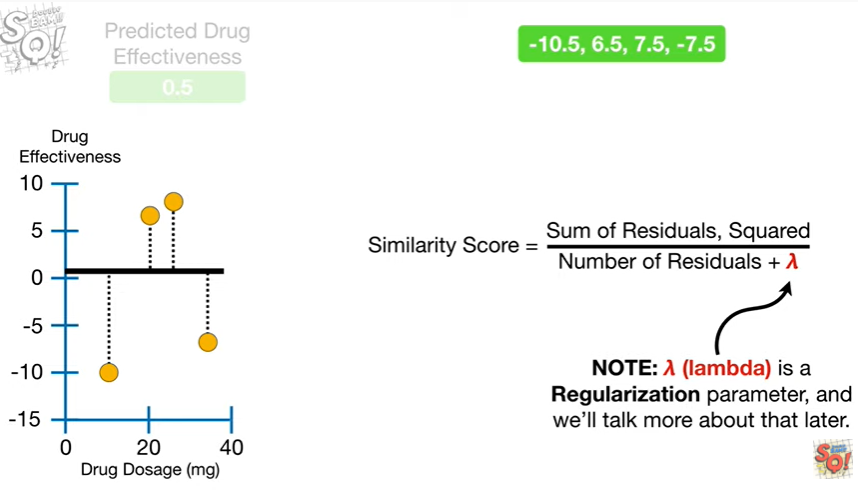 SQ!
Predicted Drug
Effectiveness
0.5
-10.5, 6.5, 7.5, -7.5
Drug
Effectiveness
10
5
0
-5
-10
-15
0
20
40
Drug Dosage (mg)
Similarity Score =
Sum of Residuals, Squared
Number of Residuals + λ
NOTE: λ (lambda) is a
Regularization parameter, and
we'll talk more about that later.
SQ!